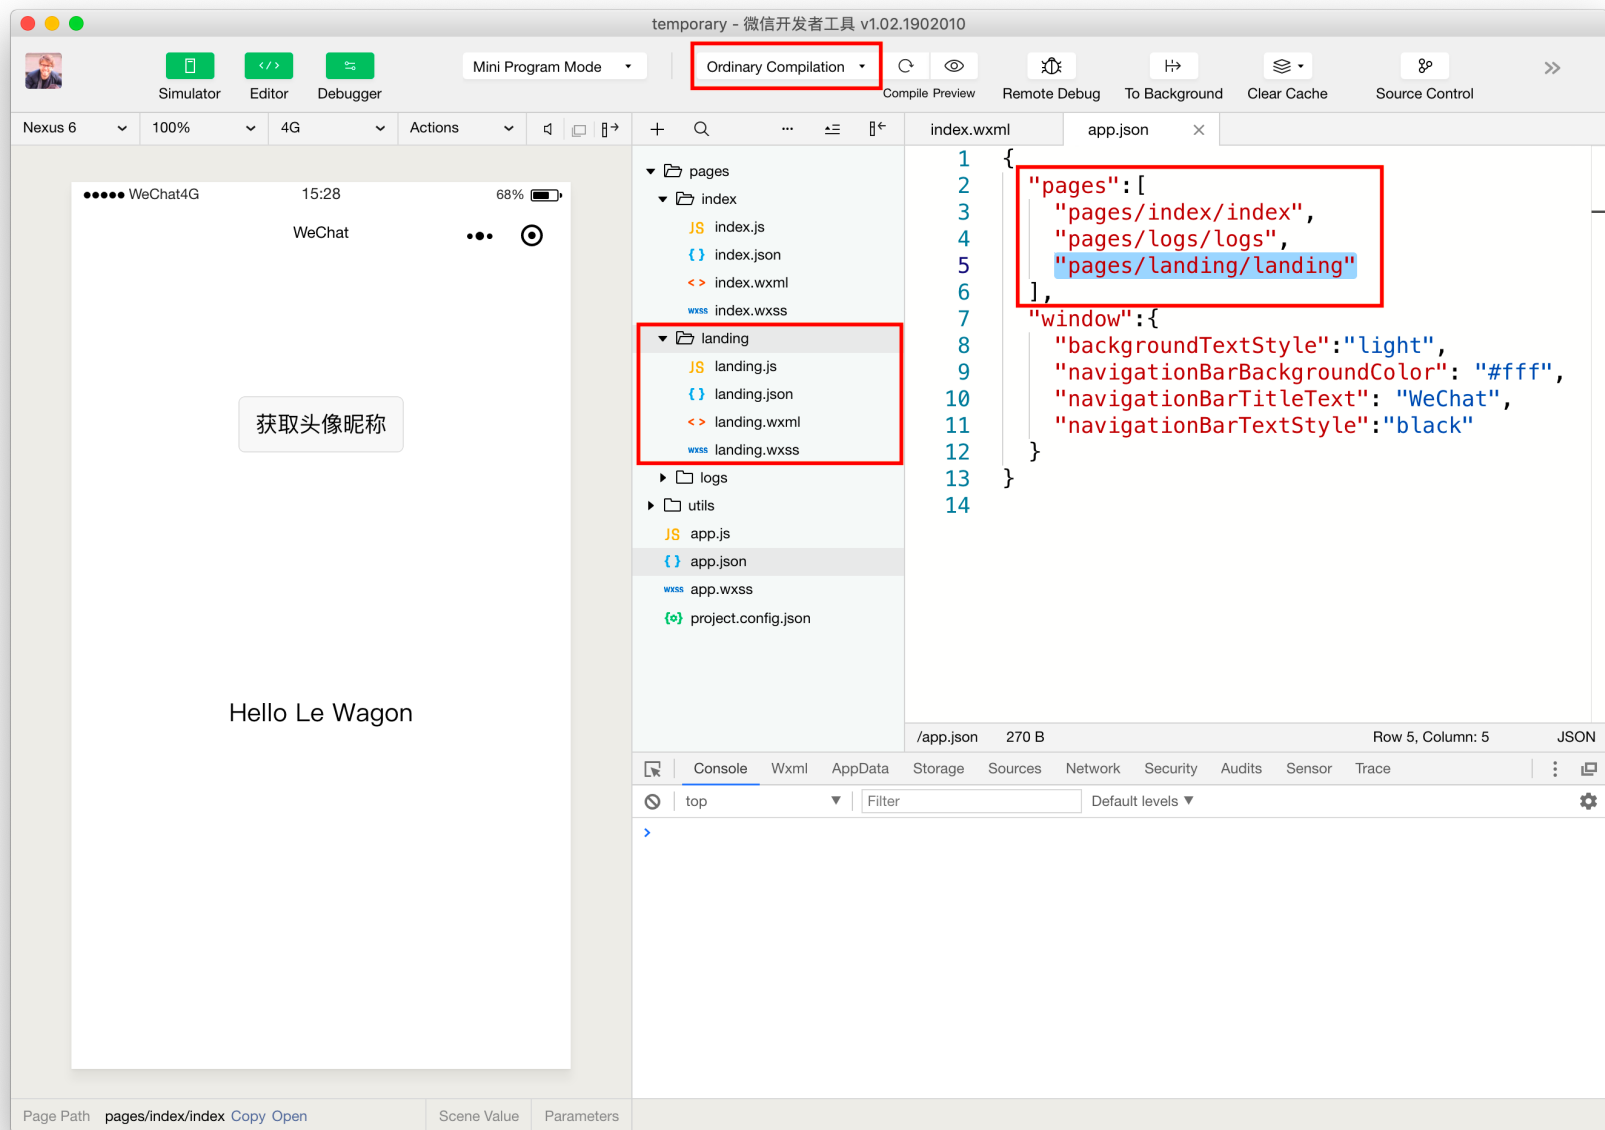 temporary - 微信开发者工具 v1.02.1902010
Simulator
Editor
Debugger
Mini Program Mode
Ordinary Compilation
Compile Preview
Remote Debug
To Background
Clear Cache
Source Control
Nexus 6
100%
4G
Actions
index.wxml
app.json
WeChat4G
15:28
68%
WeChat
获取头像昵称
Hello Le Wagon
pages
index
JS index.js
{ } index.json
< > index.wxml
wxss index.wxss
landing
JS landing.js
{ } landing.json
< > landing.wxml
wxss landing.wxss
logs
utils
JS app.js
{ } app.json
wxss app.wxss
{o} project.config.json
1 {
2 "pages":[
3 "pages/index/index",
4 "pages/logs/logs",
5 "pages/landing/landing"
6 ],
7 "window":{
8 "backgroundTextStyle":"light",
9 "navigationBarBackgroundColor": "#fff",
10 "navigationBarTitleText": "WeChat",
11 "navigationBarTextStyle":"black"
12 }
13 }
14
/app.json 270 B Row 5, Column: 5 JSON
Console Wxml AppData Storage Sources Network Security Audits Sensor Trace
top Filter Default levels
Page Path pages/index/index Copy Open Scene Value Parameters